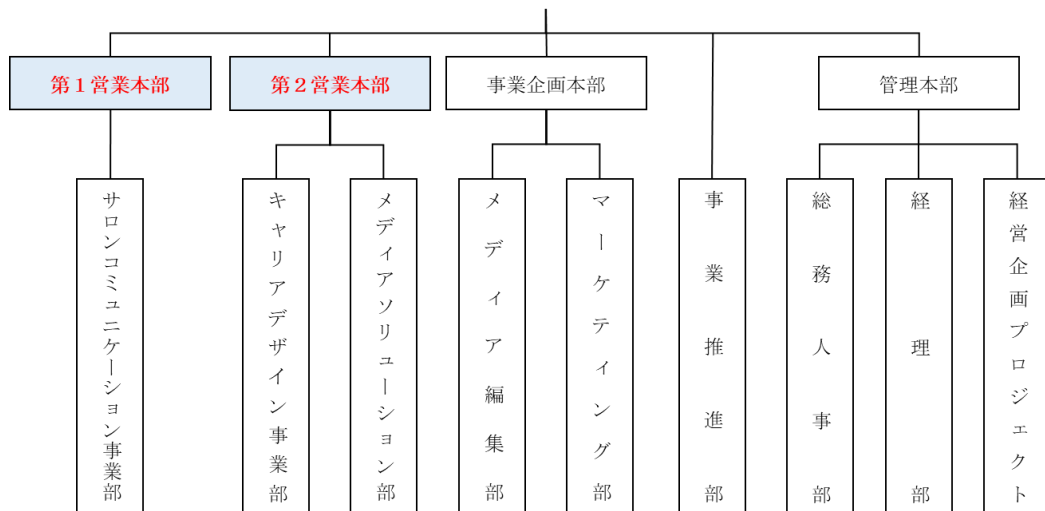 第１営業本部
第２営業本部
事業企画本部
管理本部
サロンコミュニケーション事業部
キャリアデザイン事業部
メディアソリューション部
メディア編集部
マーケティング部
事業推進部
総務人事部
経理部
経営企画プロジェクト